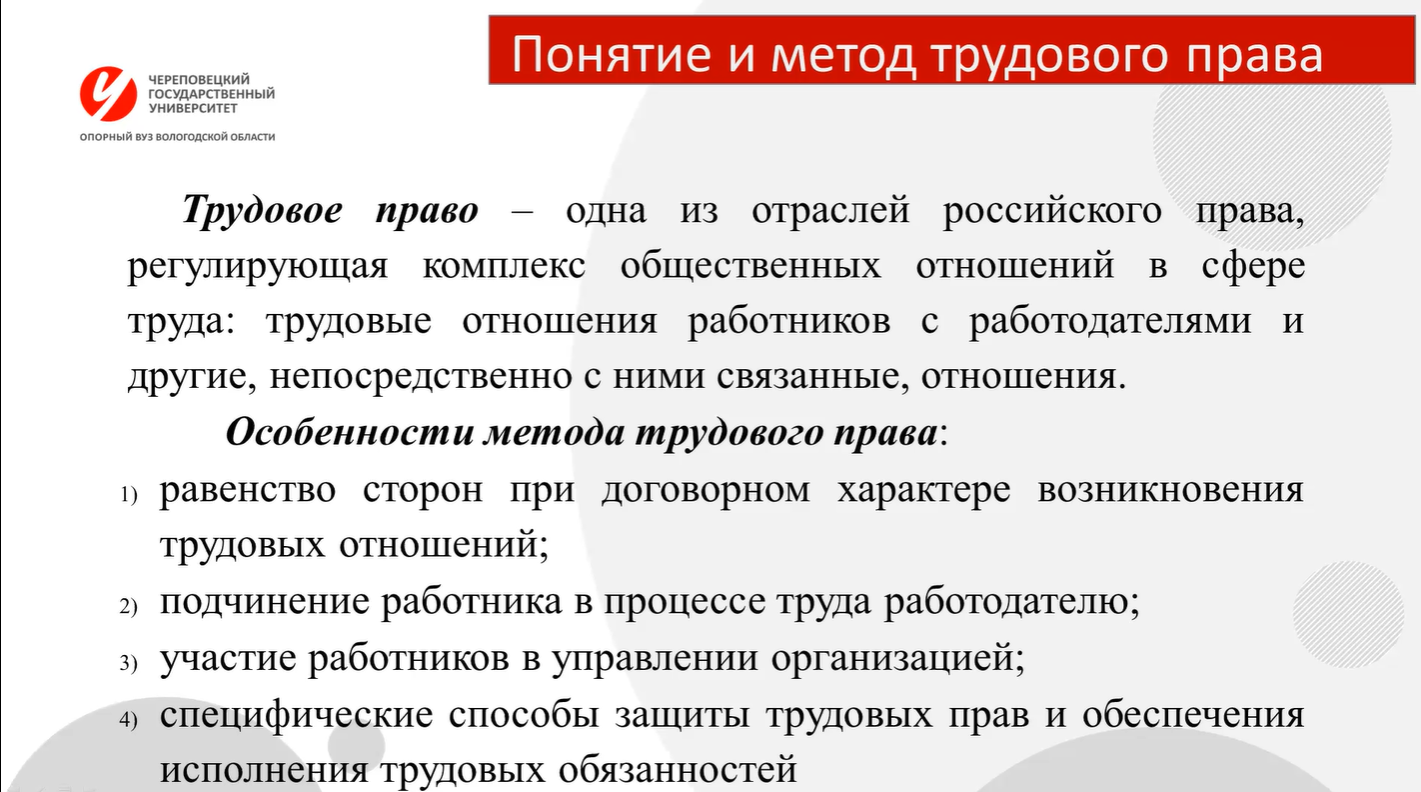 Понятие и метод трудового права
ЧЕРЕПОВЕЦКИЙ
ГОСУДАРСТВЕННЫЙ
УНИВЕРСИТЕТ
ОПОРНЫЙ ВУЗ ВОЛОГОДСКОЙ ОБЛАСТИ
Трудовое право – одна из отраслей российского права,
регулирующая комплекс общественных отношений в сфере
труда: трудовые отношения работников с работодателями и
другие, непосредственно с ними связанные, отношения.
Особенности метода трудового права:
1) равенство сторон при договорном характере возникновения
трудовых отношений;
2) подчинение работника в процессе труда работодателю;
3) участие работников в управлении организацией;
4) специфические способы защиты трудовых прав и обеспечения
исполнения трудовых обязанностей